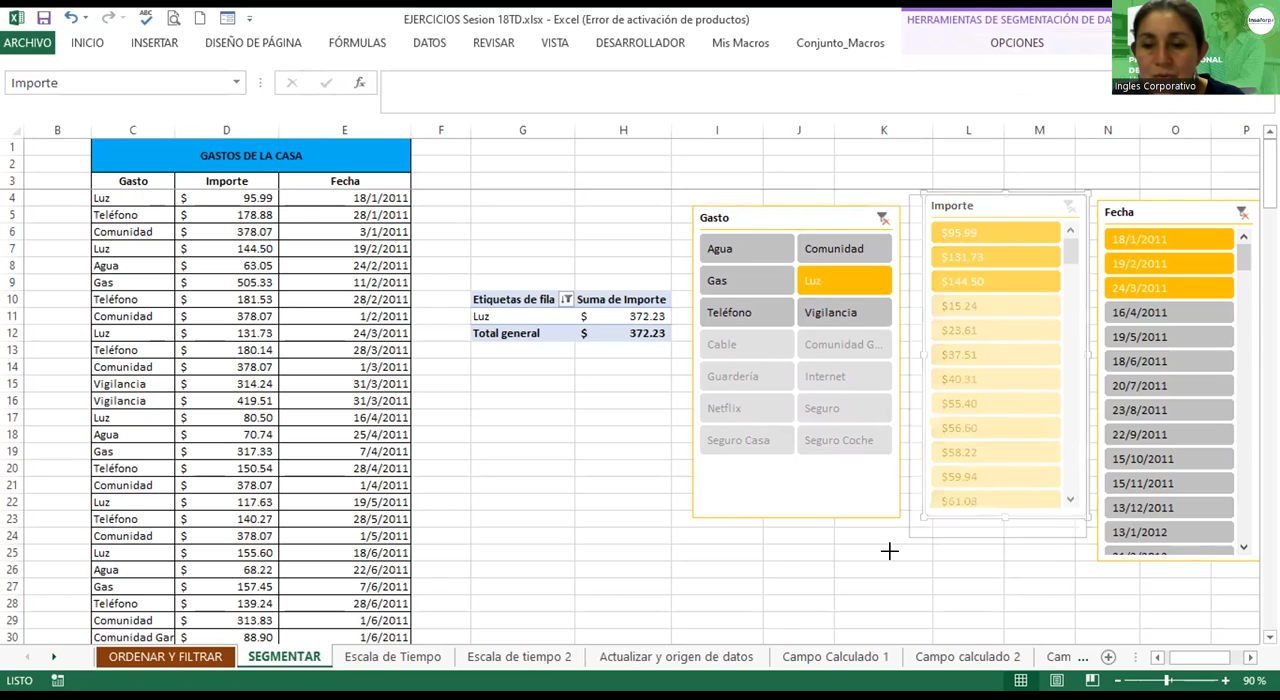 EJERCICIOS Sesion 18TD.xlsx - Excel (Error de activación de productos)
HERRAMIENTAS DE SEGMENTACIÓN DE DA
ARCHIVO INICIO INSERTAR DISEÑO DE PÁGINA FÓRMULAS DATOS REVISAR VISTA DESARROLLADOR Mis Macros Conjunto_Macros OPCIONES
Insaforp
Ingles Corporativo
Importe fx
B C D E F G H I J K L M N O P
1 GASTOS DE LA CASA
2
3 Gasto Importe Fecha
4 Luz $ 95.99 18/1/2011
5 Teléfono $ 178.88 28/1/2011
6 Comunidad $ 378.07 3/1/2011
7 Luz $ 144.50 19/2/2011
8 Agua $ 63.05 24/2/2011
9 Gas $ 505.33 11/2/2011
10 Teléfono $ 181.53 28/2/2011
11 Comunidad $ 378.07 1/2/2011
12 Luz $ 131.73 24/3/2011
13 Teléfono $ 180.14 28/3/2011
14 Comunidad $ 378.07 1/3/2011
15 Vigilancia $ 314.24 31/3/2011
16 Vigilancia $ 419.51 31/3/2011
17 Luz $ 80.50 16/4/2011
18 Agua $ 70.74 25/4/2011
19 Gas $ 317.33 7/4/2011
20 Teléfono $ 150.54 28/4/2011
21 Comunidad $ 378.07 1/4/2011
22 Luz $ 117.63 19/5/2011
23 Teléfono $ 140.27 28/5/2011
24 Comunidad $ 378.07 1/5/2011
25 Luz $ 155.60 18/6/2011
26 Agua $ 68.22 22/6/2011
27 Gas $ 157.45 7/6/2011
28 Teléfono $ 139.24 28/6/2011
29 Comunidad $ 313.83 1/6/2011
30 Comunidad Gar $ 88.90 1/6/2011
Etiquetas de fila Suma de Importe
Luz $ 372.23
Total general $ 372.23
Gasto
Agua Comunidad
Gas Luz
Teléfono Vigilancia
Cable Comunidad G...
Guardería Internet
Netflix Seguro
Seguro Casa Seguro Coche
Importe
$95.99
$131.73
$144.50
$15.24
$23.61
$37.51
$40.31
$55.40
$56.60
$58.22
$59.94
$61.08
Fecha
18/1/2011
19/2/2011
24/3/2011
16/4/2011
19/5/2011
18/6/2011
20/7/2011
23/8/2011
22/9/2011
15/10/2011
15/11/2011
13/12/2011
13/1/2012
ORDENAR Y FILTRAR SEGMENTAR Escala de Tiempo Escala de tiempo 2 Actualizar y origen de datos Campo Calculado 1 Campo calculado 2 Cam ...
LISTO 90 %